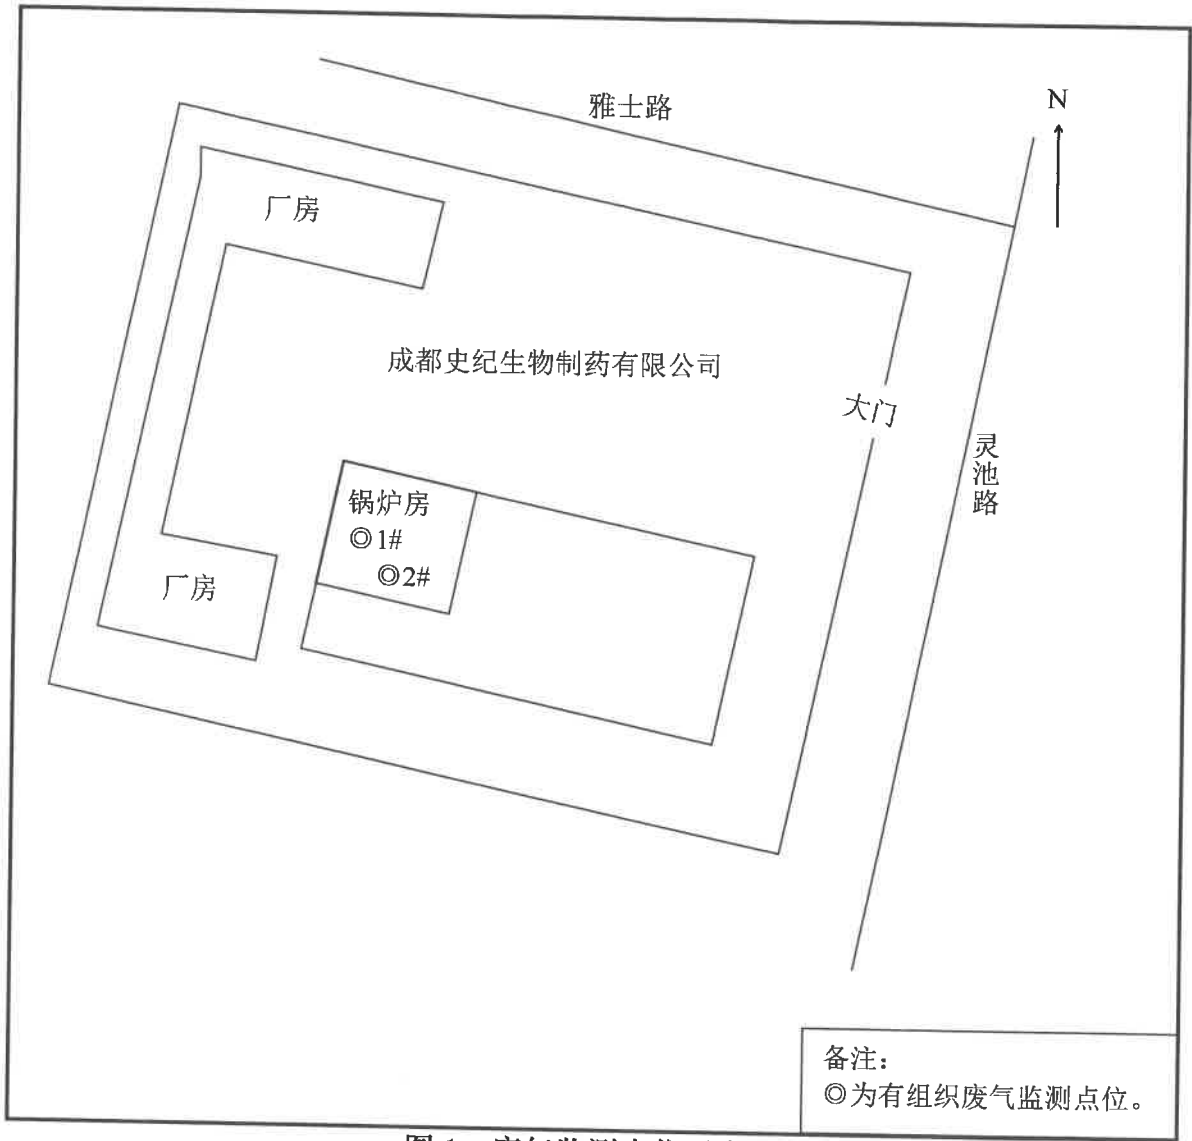 雅士路
N
厂房
成都史纪生物制药有限公司
大门
灵池路
锅炉房
◎1#
◎2#
厂房
备注：
◎为有组织废气监测点位。